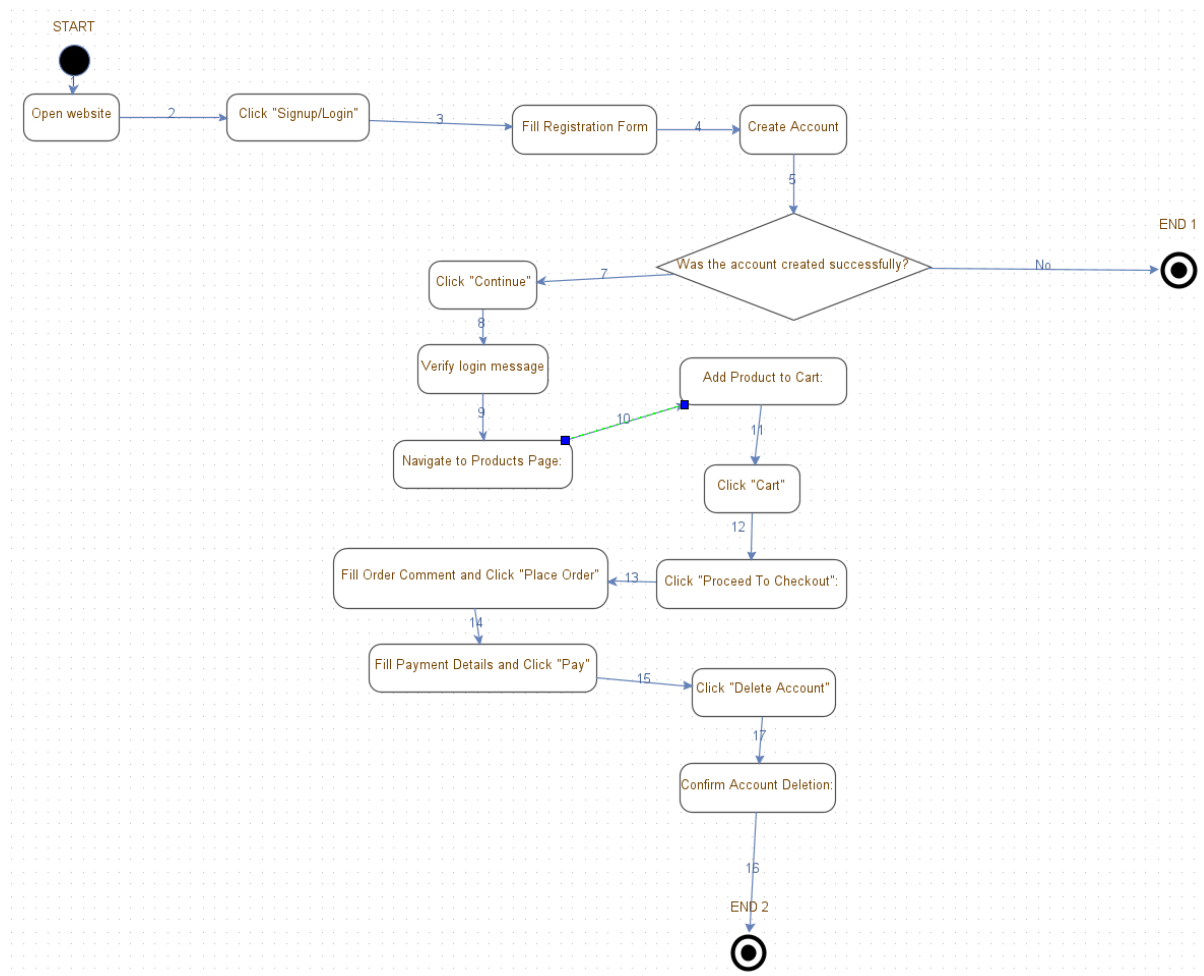 START
1
Open website
2
Click "Signup/Login"
3
Fill Registration Form
4
Create Account
5
Was the account created successfully?
No
END 1
7
Click "Continue"
8
Verify login message
9
Navigate to Products Page:
10
Add Product to Cart:
11
Click "Cart"
12
Click "Proceed To Checkout":
13
Fill Order Comment and Click "Place Order"
14
Fill Payment Details and Click "Pay"
15
Click "Delete Account"
17
Confirm Account Deletion:
16
END 2